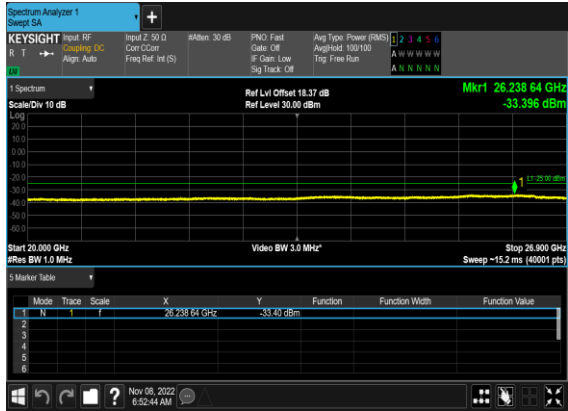 Spectrum Analyzer 1
Swept SA
KEYSIGHT
R T
LU
Input: RF
Coupling: DC
Align: Auto
Input Z: 50 Ω
Corr CCorr
Freq Ref: Int (S)
#Atten: 30 dB
PNO: Fast
Gate: Off
IF Gain: Low
Sig Track: Off
Avg Type: Power (RMS)
Avg|Hold: 100/100
Trig: Free Run
1 2 3 4 5 6
A W W W W W
A N N N N N
1 Spectrum
Scale/Div 10 dB
Ref Lvl Offset 18.37 dB
Ref Level 30.00 dBm
Mkr1 26.238 64 GHz
-33.396 dBm
Log
20.0
10.0
0.00
-10.0
-20.0
-30.0
-40.0
-50.0
-60.0
1
Start 20.000 GHz
#Res BW 1.0 MHz
Video BW 3.0 MHz*
Stop 26.900 GHz
Sweep ~15.2 ms (40001 pts)
5 Marker Table
Mode Trace Scale X Y Function Function Width Function Value
1 N 1 f 26.238 64 GHz -33.40 dBm
2
3
4
5
6
?
Nov 08, 2022
6:52:44 AM